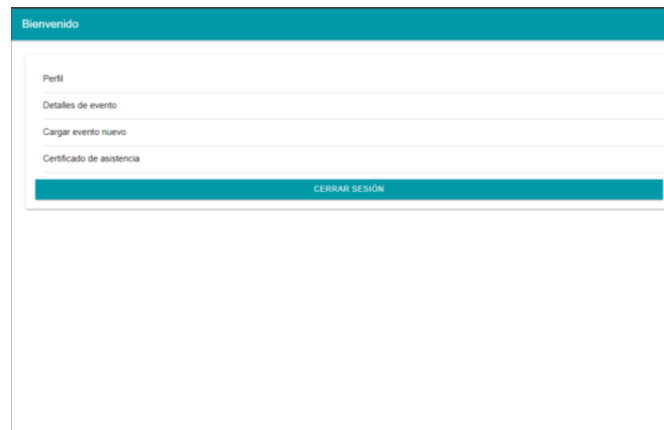 Bienvenido
Perfil
Detalles de evento
Cargar evento nuevo
Certificado de asistencia
CERRAR SESIÓN